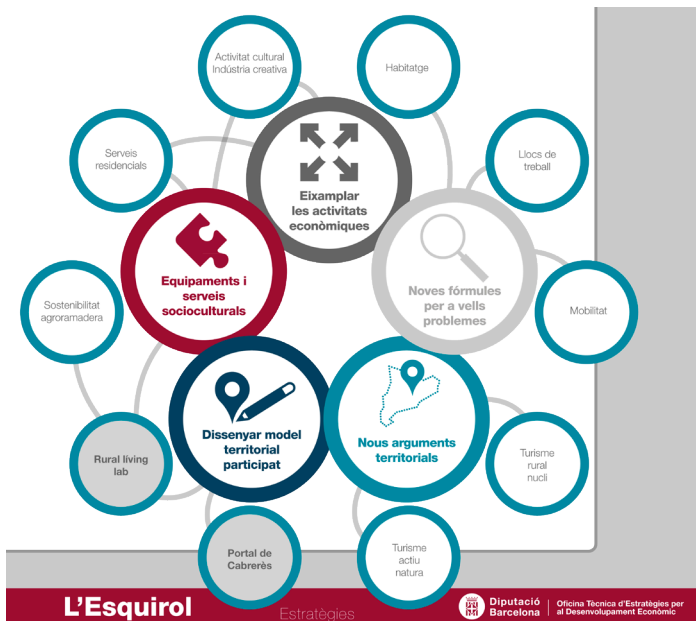 Activitat cultural
Indústria creativa
Habitatge
Serveis
residencials
Eixamplar
les activitats
econòmiques
Llocs de
treball
Equipaments i
serveis
socioculturals
Noves fórmules
per a vells
problemes
Sostenibilitat
agroramadera
Mobilitat
Dissenyar model
territorial
participat
Nous arguments
territorials
Rural líving
lab
Turisme
rural
nucli
Portal de
Cabrerès
Turisme
actiu
natura
L'Esquirol
Estratègies
Diputació
Barcelona
Oficina Tècnica d'Estratègies per
al Desenvolupament Econòmic